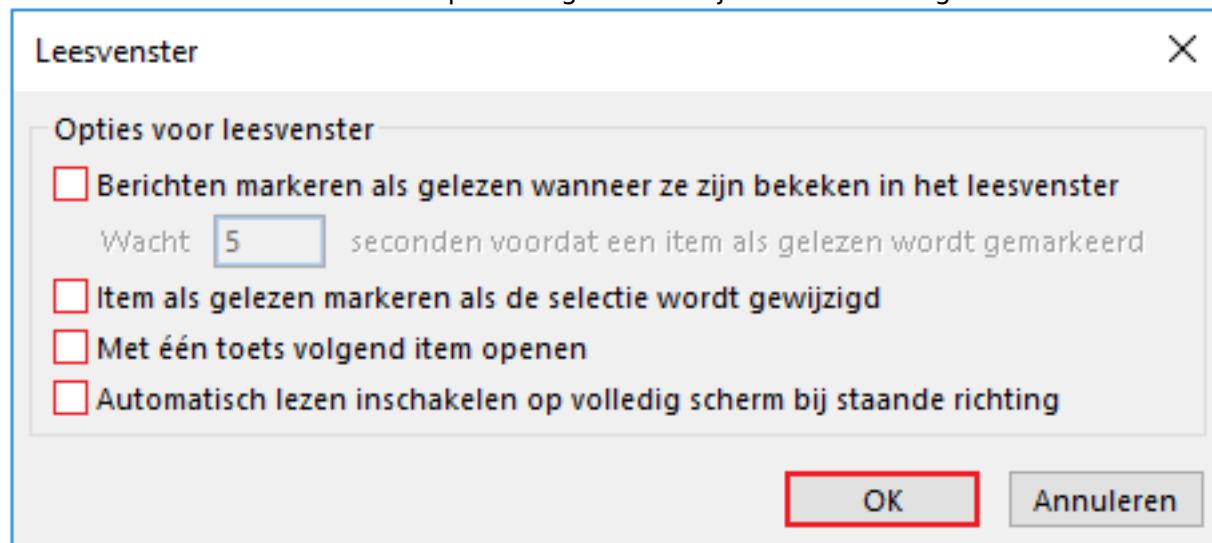 Leesvenster
Opties voor leesvenster
Berichten markeren als gelezen wanneer ze zijn bekeken in het leesvenster
Wacht 5 seconden voordat een item als gelezen wordt gemarkeerd
Item als gelezen markeren als de selectie wordt gewijzigd
Met één toets volgend item openen
Automatisch lezen inschakelen op volledig scherm bij staande richting
OK Annuleren